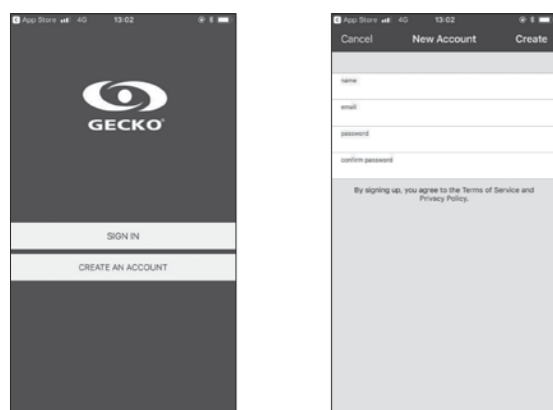 App Store 4G 13:02
GECKO
SIGN IN
CREATE AN ACCOUNT
App Store 4G 13:02
Cancel New Account Create
name
email
password
confirm password
By signing up, you agree to the Terms of Service and
Privacy Policy.